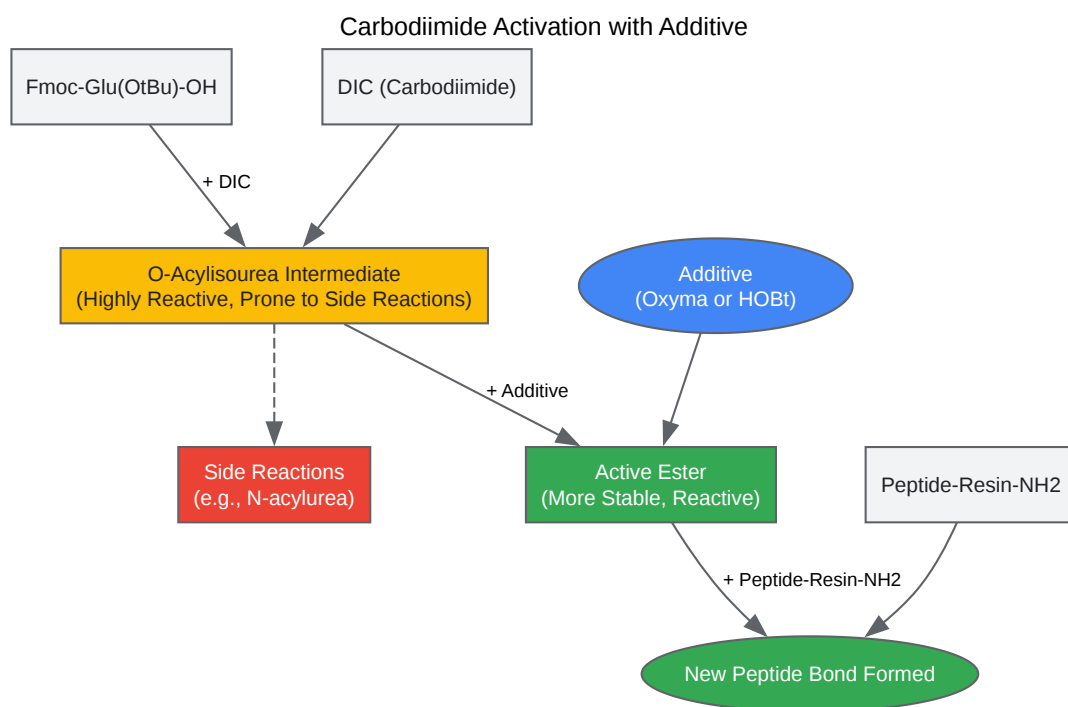 Carbodiimide Activation with Additive
Fmoc-Glu(OtBu)-OH
DIC (Carbodiimide)
+ DIC
O-Acylisourea Intermediate
(Highly Reactive, Prone to Side Reactions)
Additive
(Oxyma or HOBt)
+ Additive
Side Reactions
(e.g., N-acylurea)
Active Ester
(More Stable, Reactive)
Peptide-Resin-NH2
+ Peptide-Resin-NH2
New Peptide Bond Formed